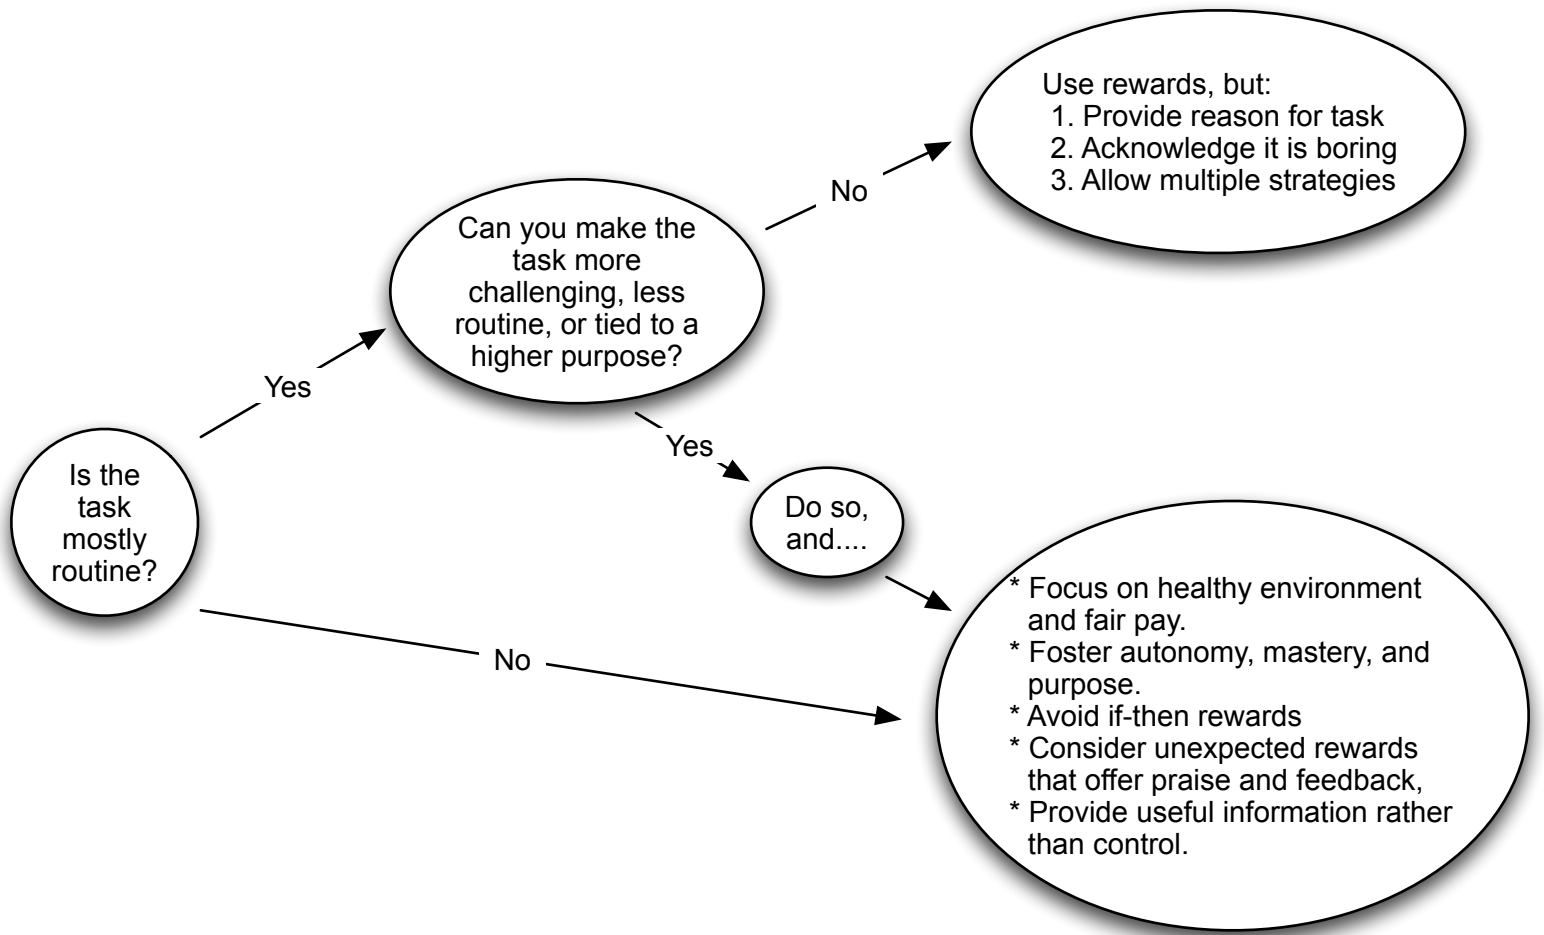 Is the
task
mostly
routine?
Yes
No
Can you make the
task more
challenging, less
routine, or tied to a
higher purpose?
No
Yes
Use rewards, but:
1. Provide reason for task
2. Acknowledge it is boring
3. Allow multiple strategies
Do so,
and....
* Focus on healthy environment
and fair pay.
* Foster autonomy, mastery, and
purpose.
* Avoid if-then rewards
* Consider unexpected rewards
that offer praise and feedback,
* Provide useful information rather
than control.